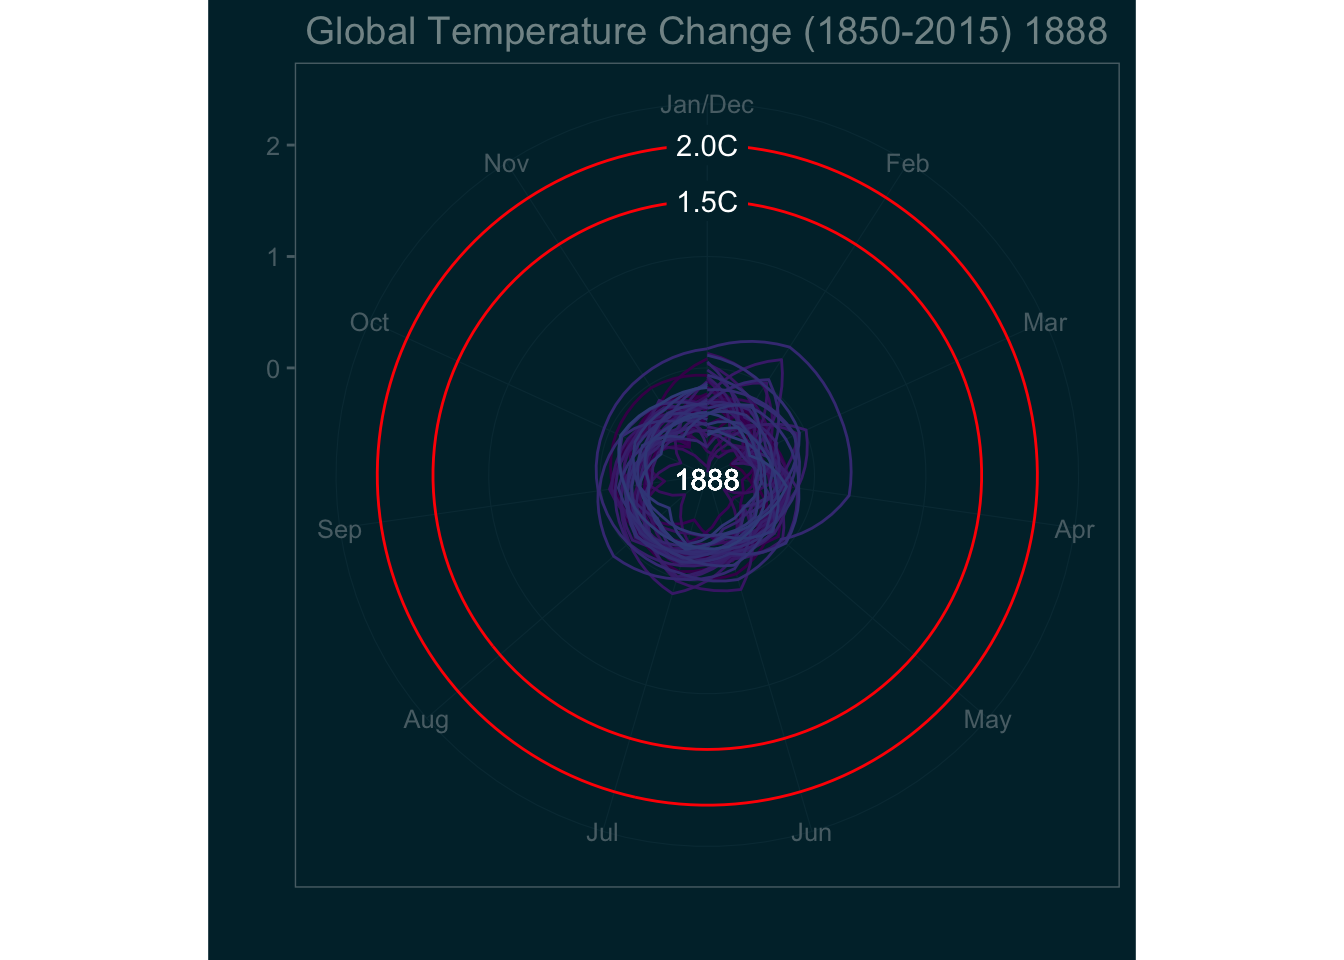 Global Temperature Change (1850-2015) 1888
Jan/Dec
2
2.0C
Nov
Feb
1.5C
1
Oct
Mar
0
1888
Sep
Apr
Aug
May
Jul
Jun